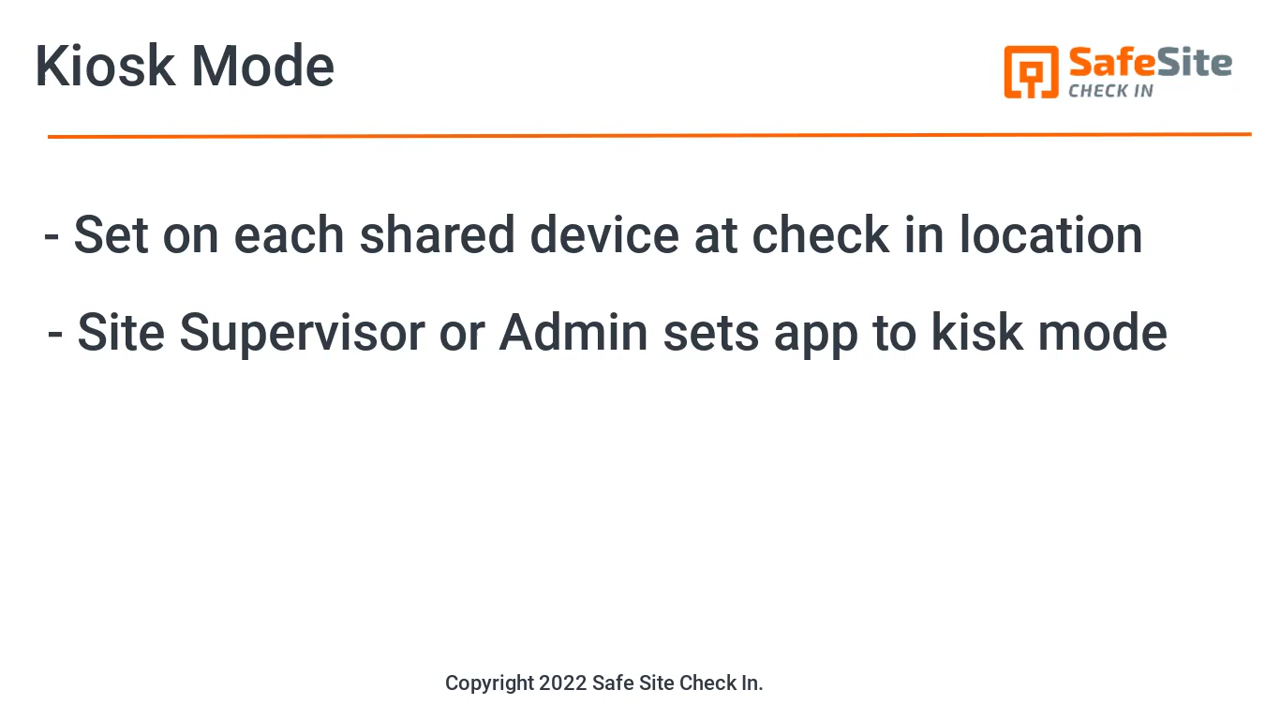 Kiosk Mode
SafeSite
CHECK IN
- Set on each shared device at check in location
- Site Supervisor or Admin sets app to kisk mode
Copyright 2022 Safe Site Check In.